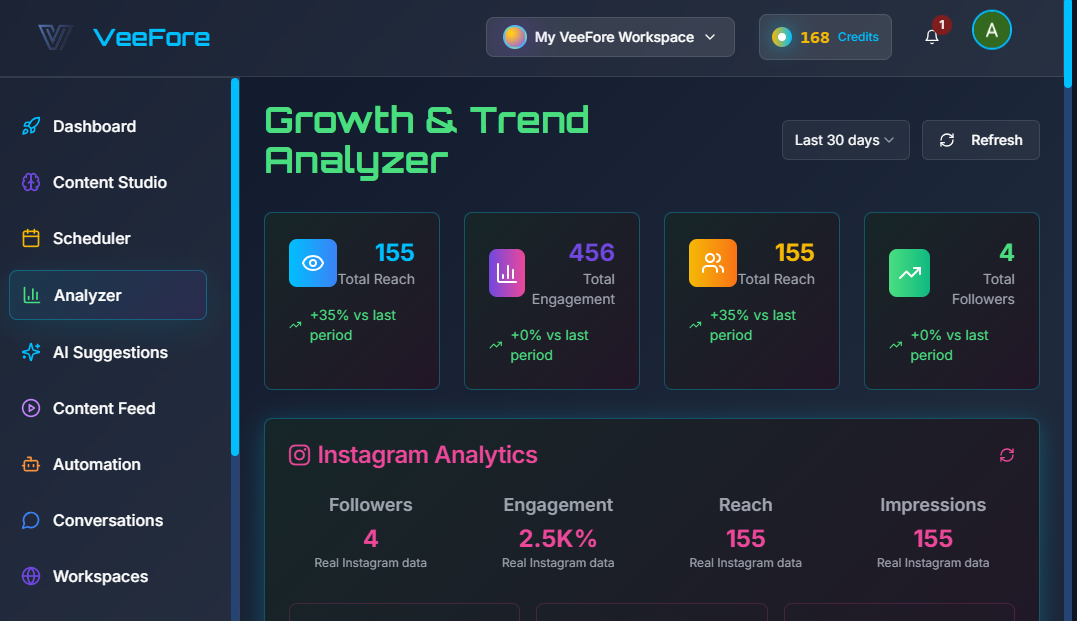 VeeFore
My VeeFore Workspace
168 Credits
1
A
Dashboard
Content Studio
Scheduler
Analyzer
AI Suggestions
Content Feed
Automation
Conversations
Workspaces
Growth & Trend
Analyzer
Last 30 days
Refresh
155
Total Reach
+35% vs last
period
456
Total
Engagement
+0% vs last
period
155
Total Reach
+35% vs last
period
4
Total
Followers
+0% vs last
period
Instagram Analytics
Followers
4
Real Instagram data
Engagement
2.5K%
Real Instagram data
Reach
155
Real Instagram data
Impressions
155
Real Instagram data